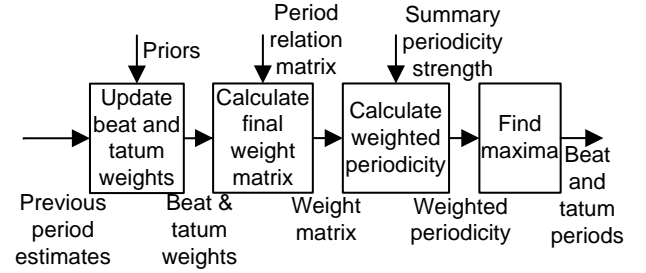 Priors
Period
relation
matrix
Summary
periodicity
strength
Update
beat and
tatum
weights
Calculate
final
weight
matrix
Calculate
weighted
periodicity
Find
maxima
Previous
period
estimates
Beat &
tatum
weights
Weight
matrix
Weighted
periodicity
Beat
and
tatum
periods